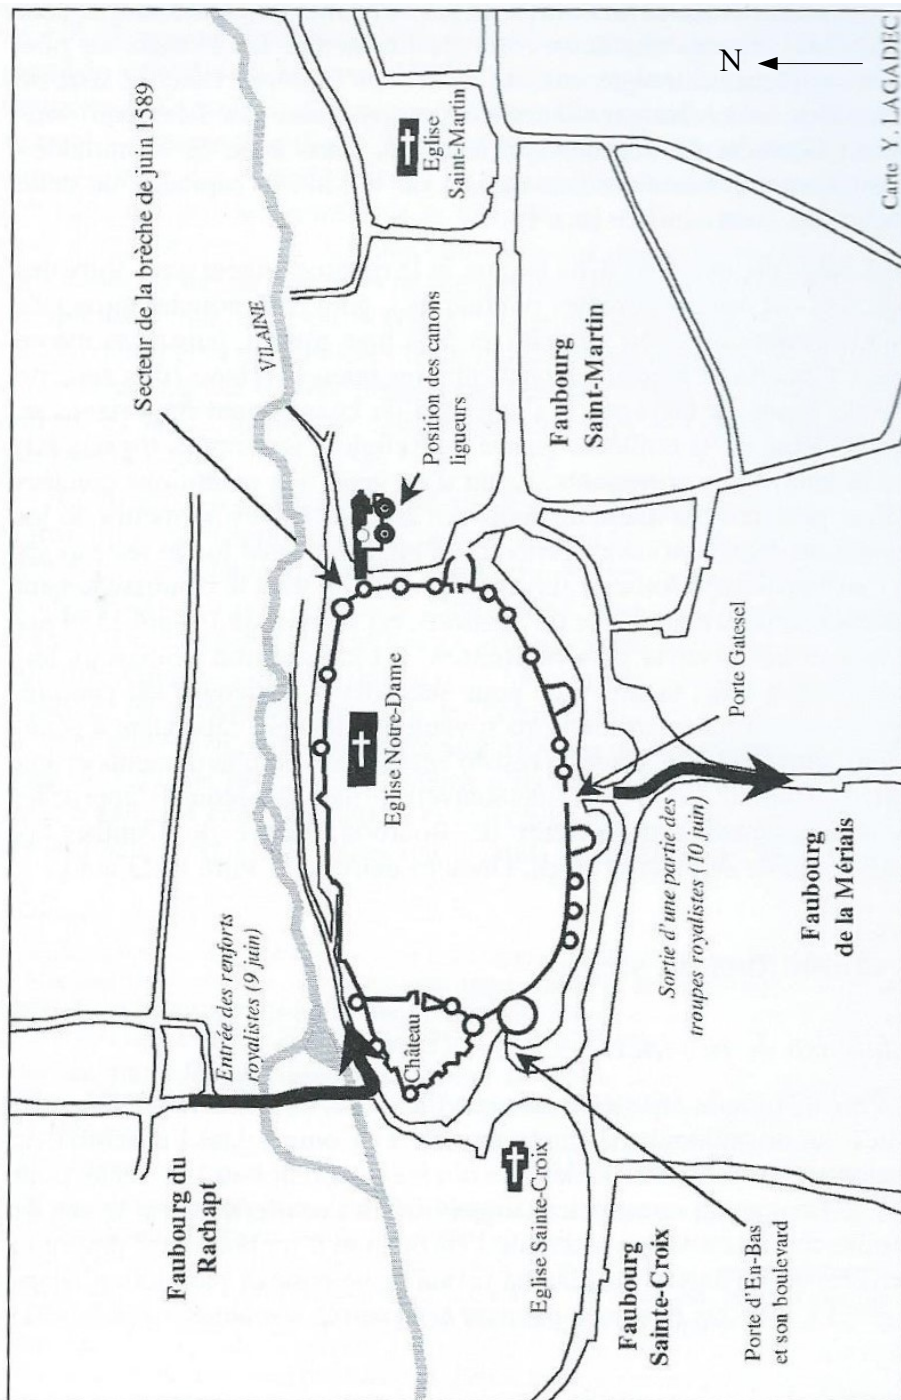 N
Carte Y. LAGADEC
Secteur de la brèche de juin 1589
VILAINE
Eglise
Saint-Martin
Position des canons
ligueurs
Faubourg
Saint-Martin
Eglise Notre-Dame
Porte Gatesel
Entrée des renforts
royalistes (9 juin)
Château
Sortie d'une partie des
troupes royalistes (10 juin)
Faubourg
de la Mériais
Faubourg du
Rachapt
Eglise Sainte-Croix
Faubourg
Sainte-Croix
Porte d'En-Bas
et son boulevard